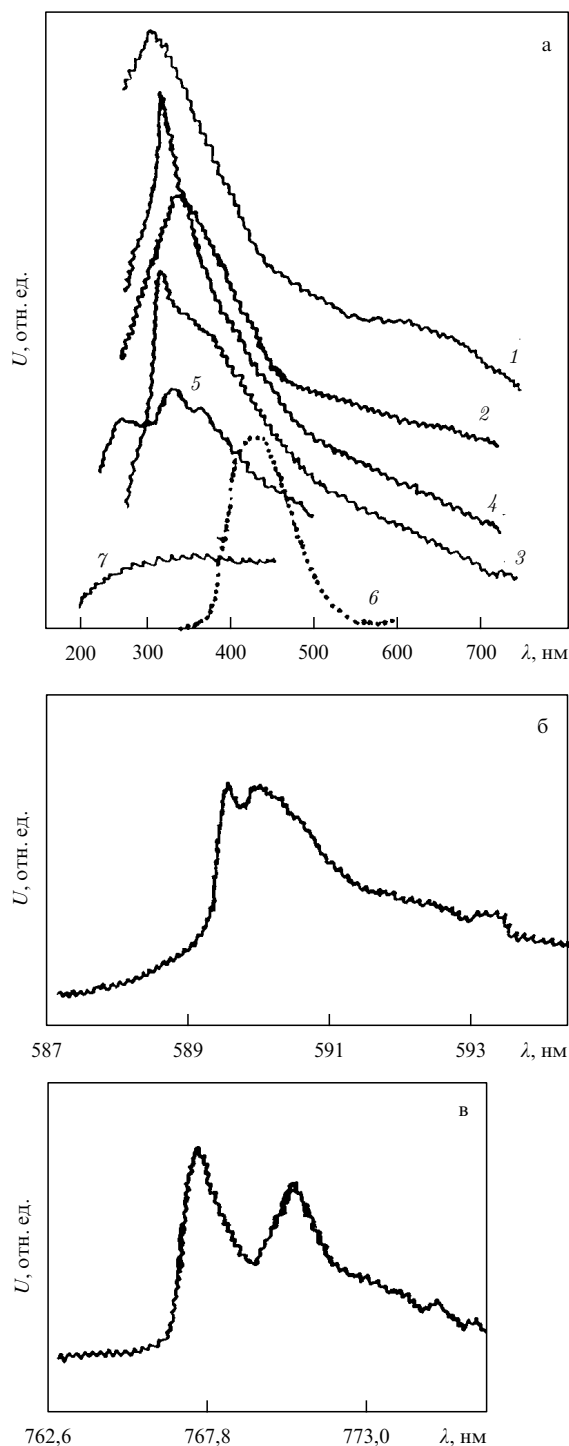 а
U, отн. ед.
1
2
5
4
3
7
6
200 300 400 500 600 700 λ, нм
б
U, отн. ед.
587 589 591 593 λ, нм
в
U, отн. ед.
762,6 767,8 773,0 λ, нм